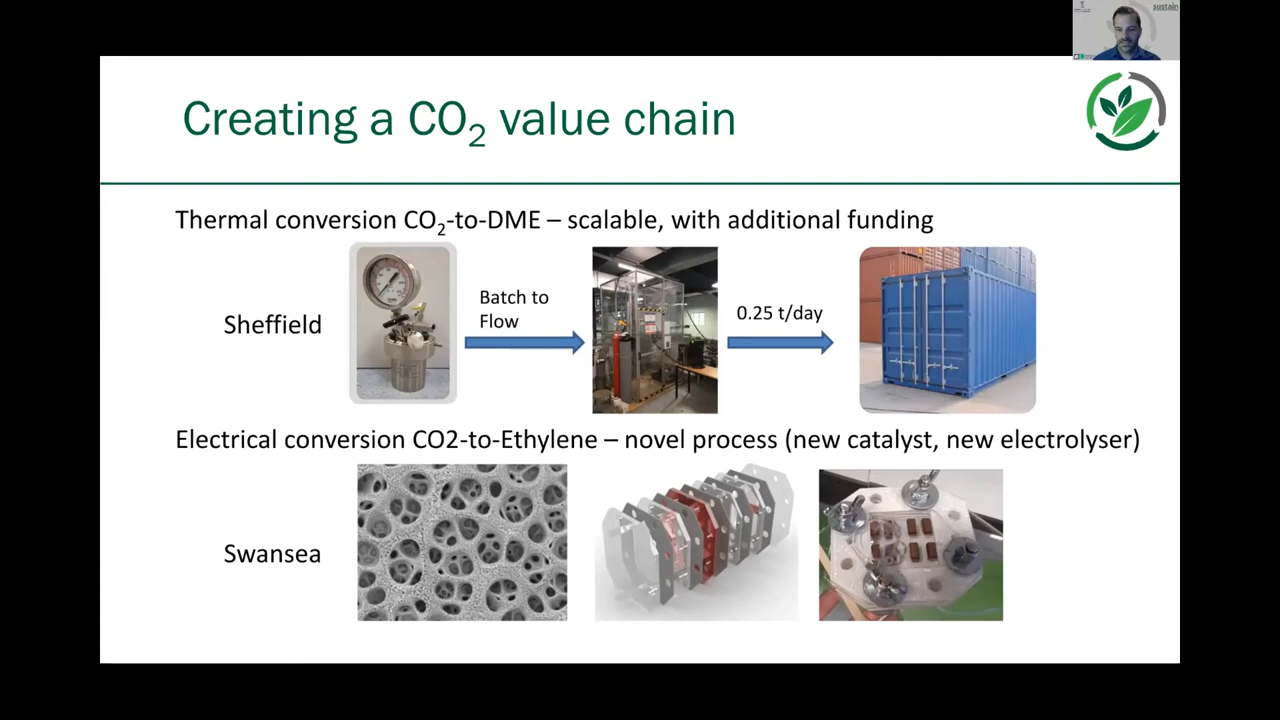 sustain
Creating a CO₂ value chain
Thermal conversion CO₂-to-DME – scalable, with additional funding
Sheffield
Batch to
Flow
0.25 t/day
Electrical conversion CO2-to-Ethylene – novel process (new catalyst, new electrolyser)
Swansea